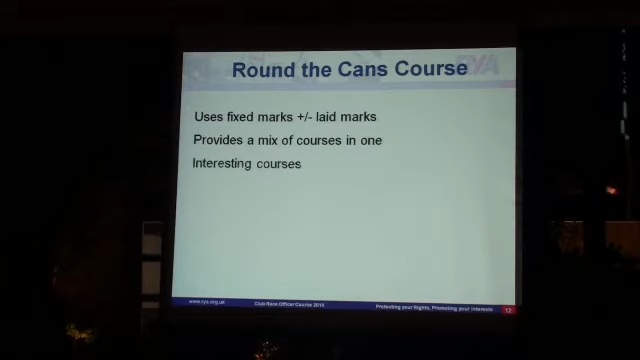 Round the Cans Course
Uses fixed marks +/- laid marks
Provides a mix of courses in one
Interesting courses
www.rya.org.uk Club Race Officer Course 2010 Protecting your Rights, Promoting your Interests 12